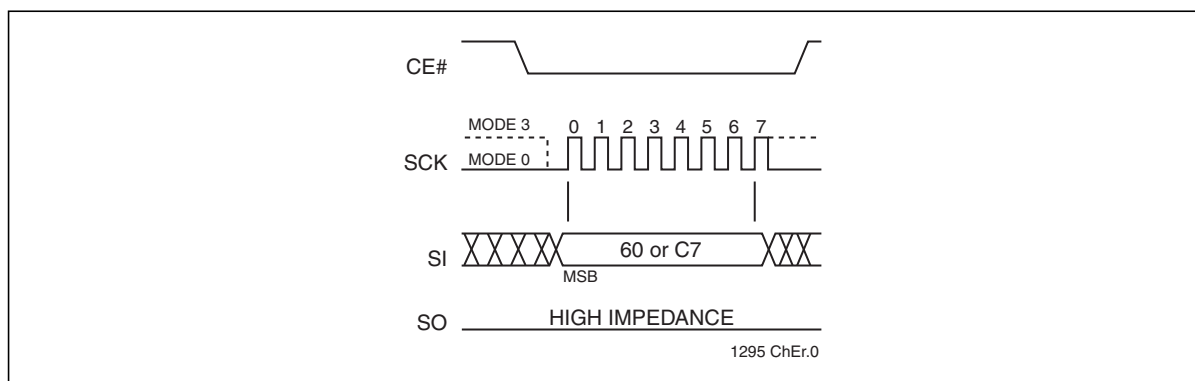 CE#
MODE 3
0 1 2 3 4 5 6 7
SCK
MODE 0
SI
60 or C7
MSB
SO
HIGH IMPEDANCE
1295 ChEr.0